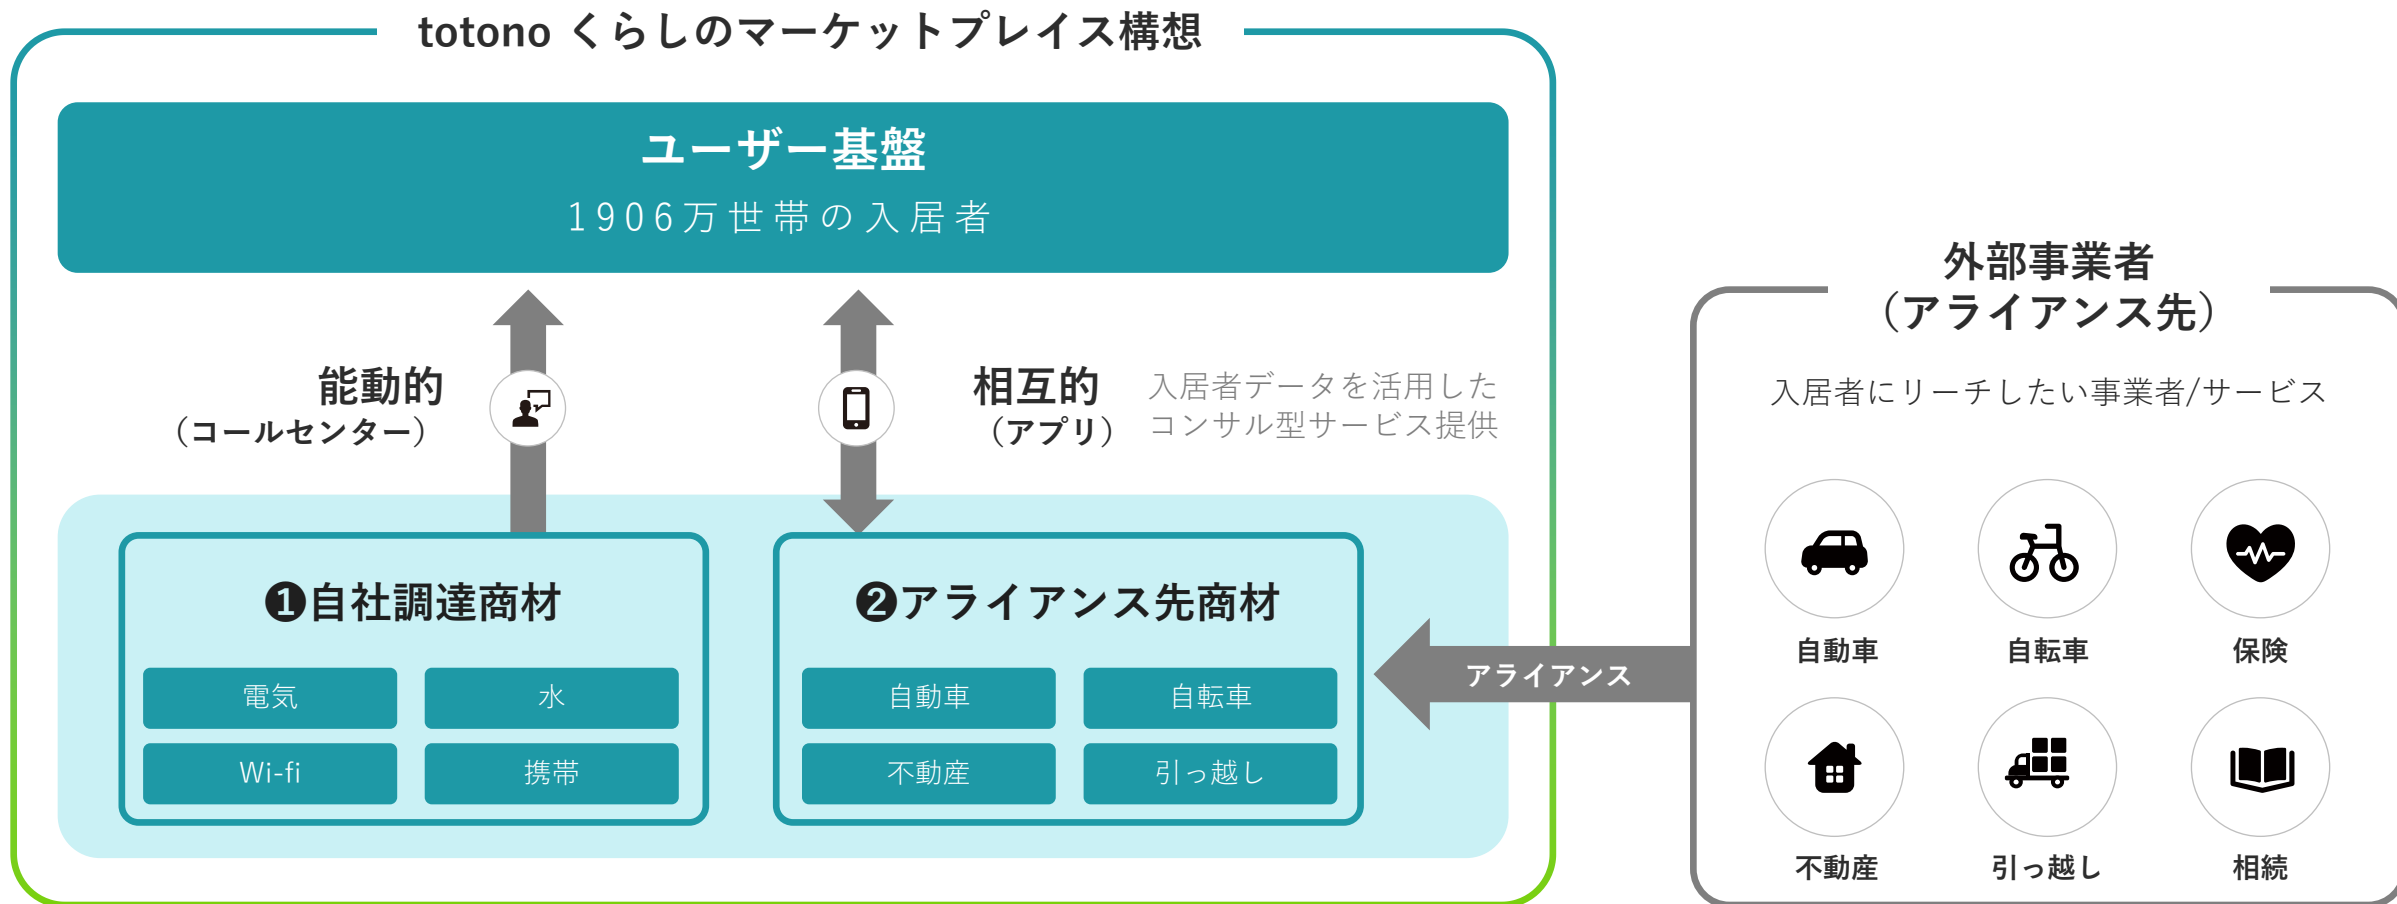 totono くらしのマーケットプレイス構想
ユーザー基盤
1906万世帯の入居者
能動的
（コールセンター）
相互的
（アプリ）
入居者データを活用した
コンサル型サービス提供
❶自社調達商材
電気
水
Wi-fi
携帯
❷アライアンス先商材
自動車
自転車
不動産
引っ越し
アライアンス
外部事業者
（アライアンス先）
入居者にリーチしたい事業者/サービス
自動車
自転車
保険
不動産
引っ越し
相続